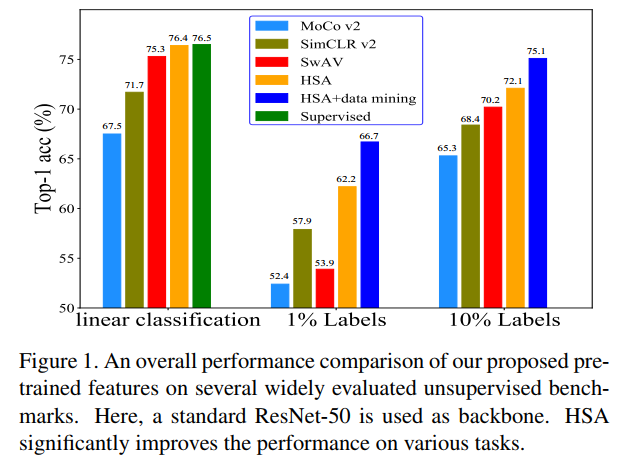 MoCo v2
SimCLR v2
SwAV
HSA
HSA+data mining
Supervised
Top-1 acc (%)
75
70
65
60
55
50
67.5
71.7
75.3
76.4
76.5
52.4
57.9
53.9
62.2
66.7
65.3
68.4
70.2
72.1
75.1
linear classification
1% Labels
10% Labels
Figure 1. An overall performance comparison of our proposed pre-
trained features on several widely evaluated unsupervised bench-
marks. Here, a standard ResNet-50 is used as backbone. HSA
significantly improves the performance on various tasks.